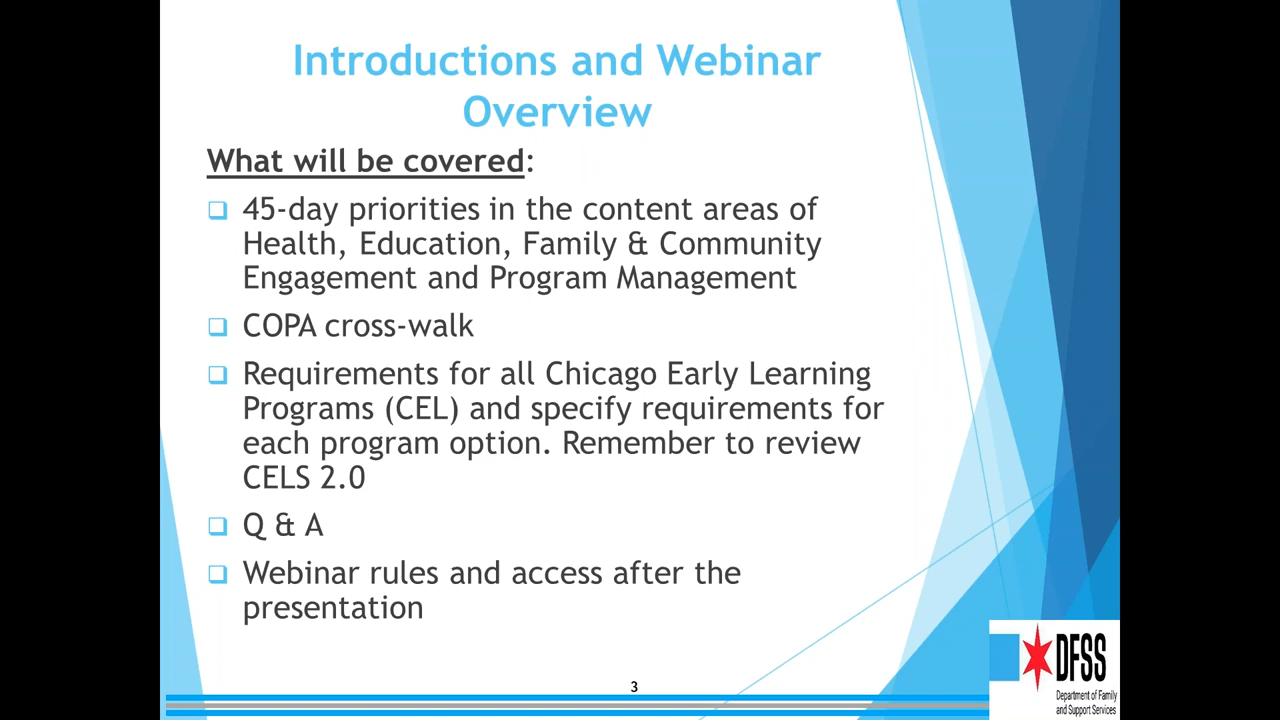 Introductions and Webinar
Overview
What will be covered:
45-day priorities in the content areas of
Health, Education, Family & Community
Engagement and Program Management
COPA cross-walk
Requirements for all Chicago Early Learning
Programs (CEL) and specify requirements for
each program option. Remember to review
CELS 2.0
Q & A
Webinar rules and access after the
presentation
3
DFSS
Department of Family
and Support Services